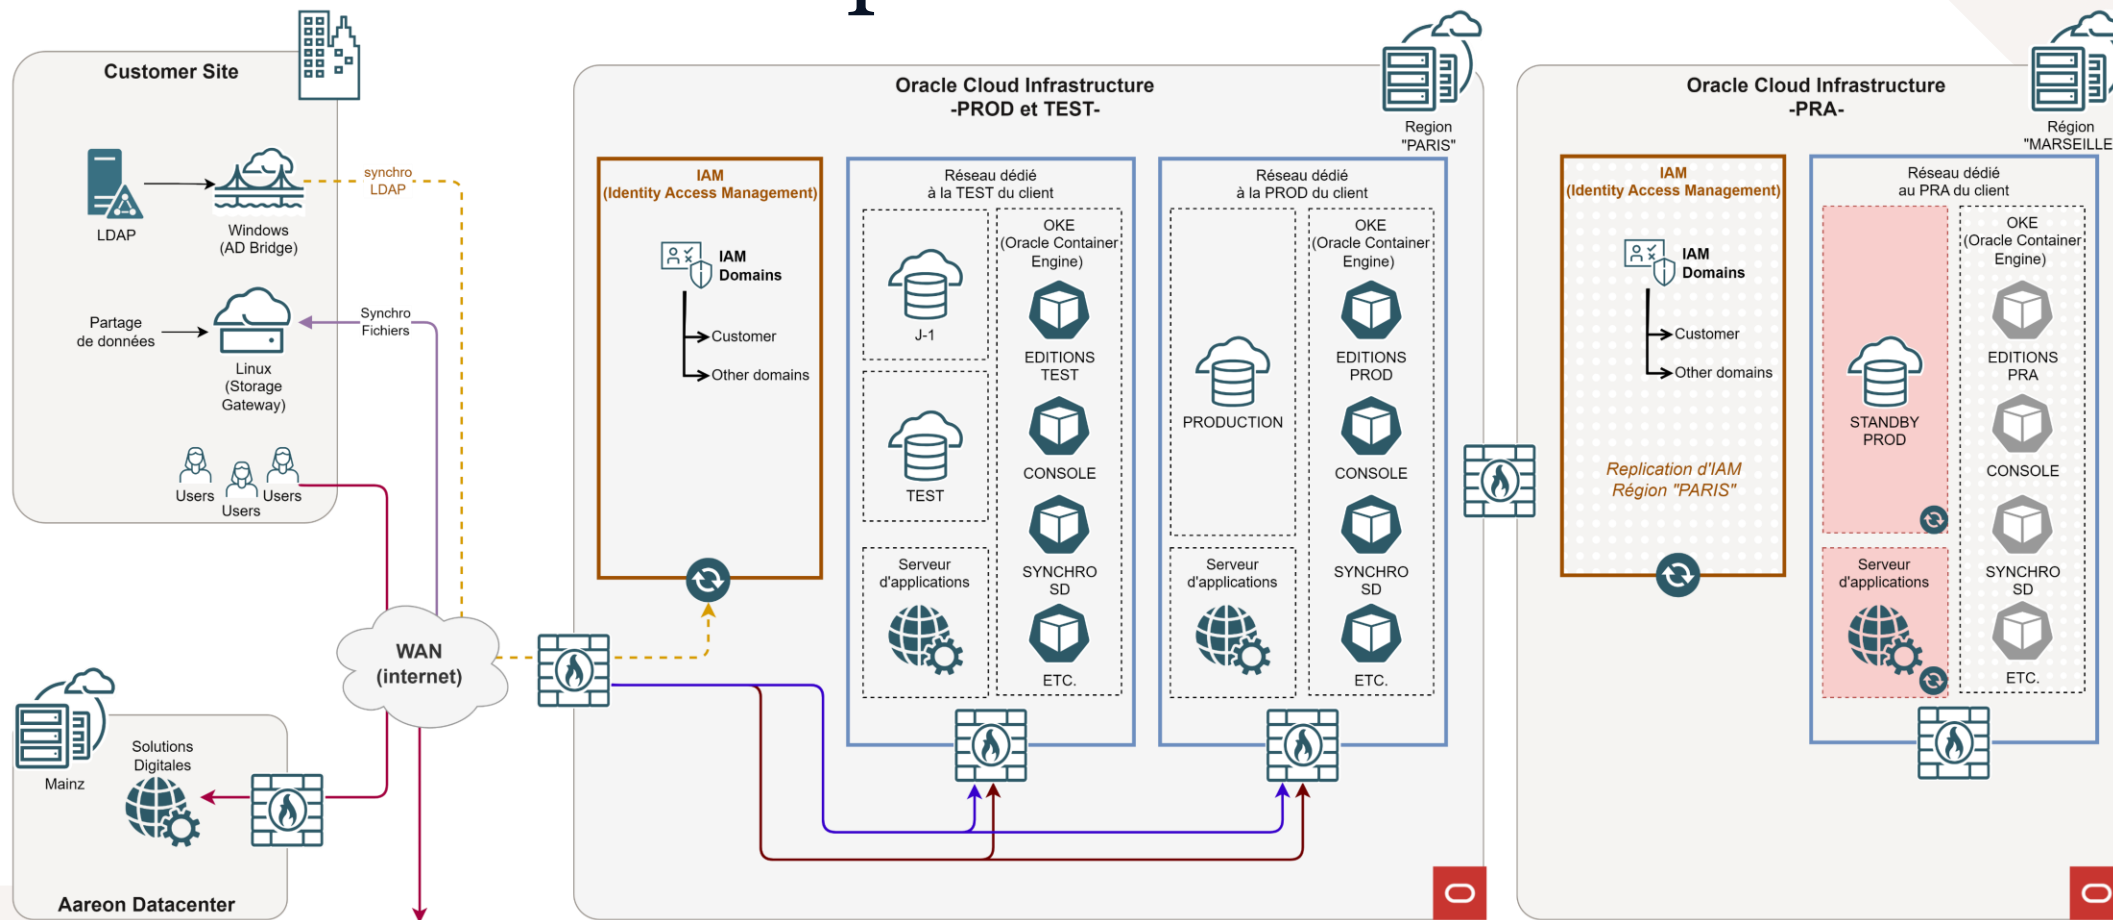 Customer Site
LDAP
Windows
(AD Bridge)
synchro
LDAP
Partage
de données
Linux
(Storage
Gateway)
Synchro
Fichiers
Users
Users
Users
WAN
(internet)
Mainz
Solutions
Digitales
Aareon Datacenter
Oracle Cloud Infrastructure
-PROD et TEST-
Region
"PARIS"
IAM
(Identity Access Management)
IAM
Domains
Customer
Other domains
Réseau dédié
à la TEST du client
J-1
TEST
Serveur
d'applications
OKE
(Oracle Container
Engine)
EDITIONS
TEST
CONSOLE
SYNCHRO
SD
ETC.
Réseau dédié
à la PROD du client
PRODUCTION
Serveur
d'applications
OKE
(Oracle Container
Engine)
EDITIONS
PROD
CONSOLE
SYNCHRO
SD
ETC.
Oracle Cloud Infrastructure
-PRA-
Région
"MARSEILLE
IAM
(Identity Access Management)
IAM
Domains
Customer
Other domains
Replication d'IAM
Région "PARIS"
Réseau dédié
au PRA du client
STANDBY
PROD
Serveur
d'applications
OKE
(Oracle Container
Engine)
EDITIONS
PRA
CONSOLE
SYNCHRO
SD
ETC.